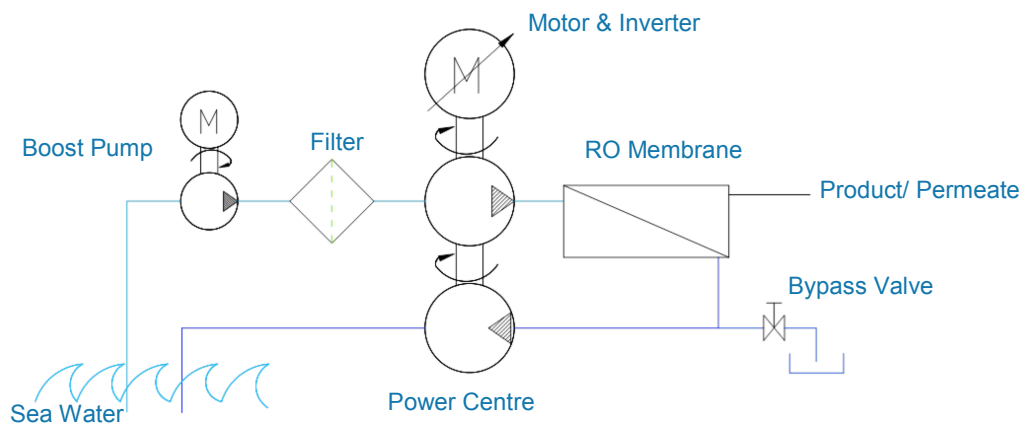 Motor & Inverter
M
M
Boost Pump
Filter
RO Membrane
Product/ Permeate
Bypass Valve
Power Centre
Sea Water